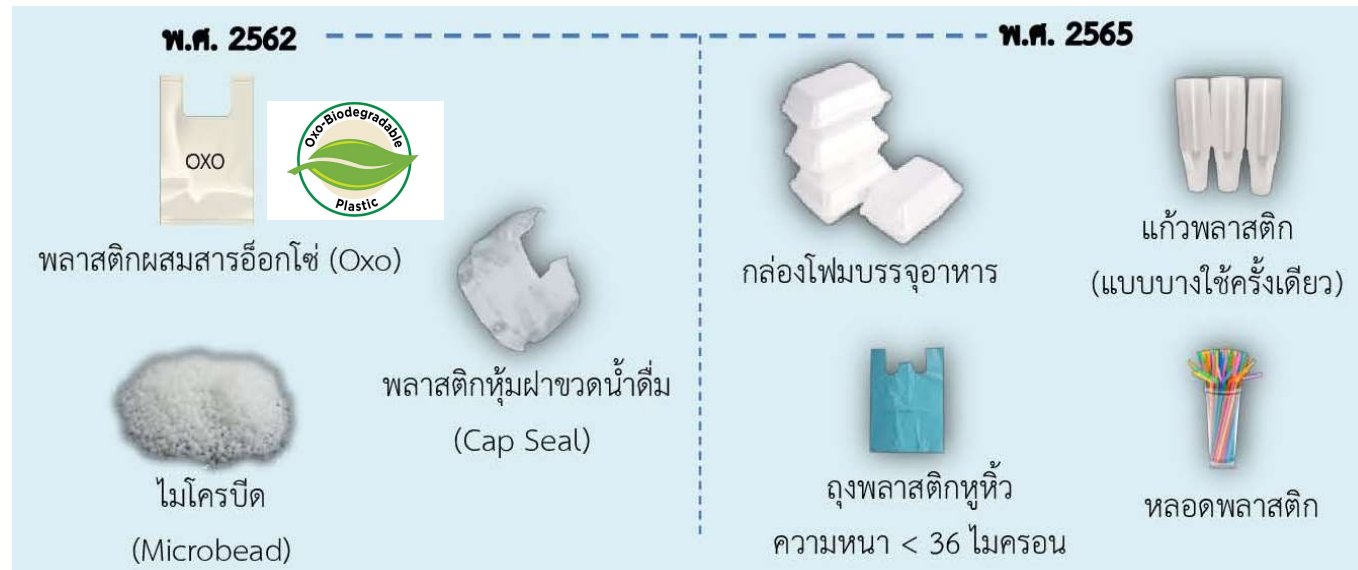 พ.ศ. 2562
OXO
Oxo-Biodegradable
Plastic
พลาสติกผสมสารอ็อกโซ่ (Oxo)
พลาสติกหุ้มฝาขวดน้ำดื่ม
(Cap Seal)
ไมโครบีด
(Microbead)
พ.ศ. 2565
กล่องโฟมบรรจุอาหาร
แก้วพลาสติก
(แบบบางใช้ครั้งเดียว)
ถุงพลาสติกหูหิ้ว
ความหนา < 36 ไมครอน
หลอดพลาสติก